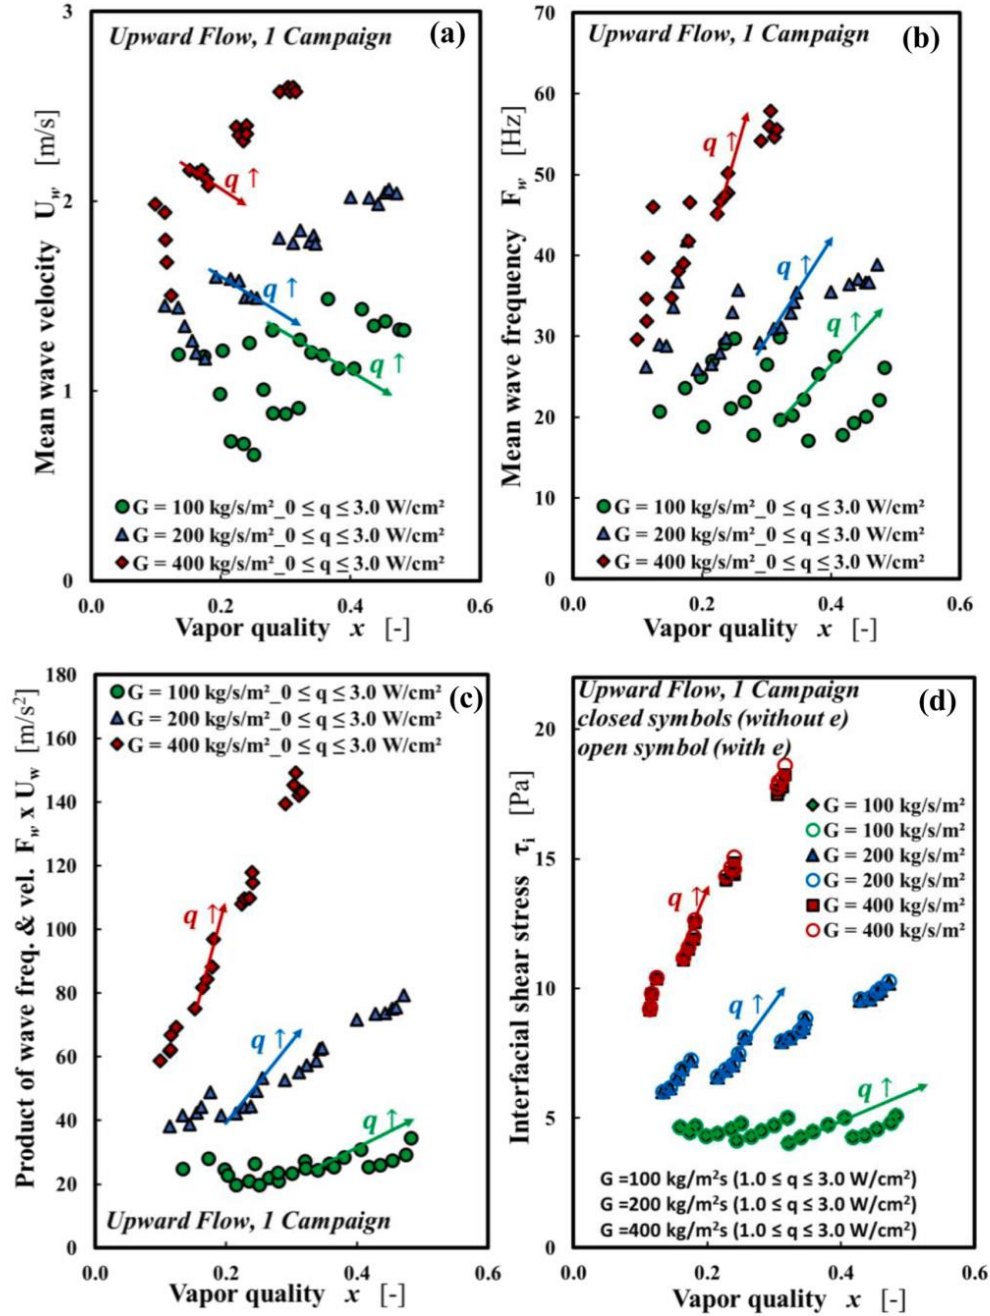 Upward Flow, 1 Campaign
(a)
Mean wave velocity U_w [m/s]
3
2
1
0
q ↑
q ↑
q ↑
G = 100 kg/s/m²_0 ≤ q ≤ 3.0 W/cm²
G = 200 kg/s/m²_0 ≤ q ≤ 3.0 W/cm²
G = 400 kg/s/m²_0 ≤ q ≤ 3.0 W/cm²
0.0 0.2 0.4 0.6
Vapor quality x [-]
Upward Flow, 1 Campaign
(b)
Mean wave frequency F_w [Hz]
70
60
50
40
30
20
10
0
q ↑
q ↑
q ↑
G = 100 kg/s/m²_0 ≤ q ≤ 3.0 W/cm²
G = 200 kg/s/m²_0 ≤ q ≤ 3.0 W/cm²
G = 400 kg/s/m²_0 ≤ q ≤ 3.0 W/cm²
0.0 0.2 0.4 0.6
Vapor quality x [-]
G = 100 kg/s/m²_0 ≤ q ≤ 3.0 W/cm²
G = 200 kg/s/m²_0 ≤ q ≤ 3.0 W/cm²
G = 400 kg/s/m²_0 ≤ q ≤ 3.0 W/cm²
(c)
Product of wave freq. & vel. F_w x U_w [m/s²]
180
160
140
120
100
80
60
40
20
0
q ↑
q ↑
q ↑
Upward Flow, 1 Campaign
0.0 0.2 0.4 0.6
Vapor quality x [-]
Upward Flow, 1 Campaign
closed symbols (without e)
open symbol (with e)
(d)
Interfacial shear stress τ_i [Pa]
20
15
10
5
0
G = 100 kg/s/m²
G = 100 kg/s/m²
G = 200 kg/s/m²
G = 200 kg/s/m²
G = 400 kg/s/m²
G = 400 kg/s/m²
q ↑
q ↑
q ↑
G =100 kg/m²s (1.0 ≤ q ≤ 3.0 W/cm²)
G =200 kg/m²s (1.0 ≤ q ≤ 3.0 W/cm²)
G =400 kg/m²s (1.0 ≤ q ≤ 3.0 W/cm²)
0.0 0.2 0.4 0.6
Vapor quality x [-]